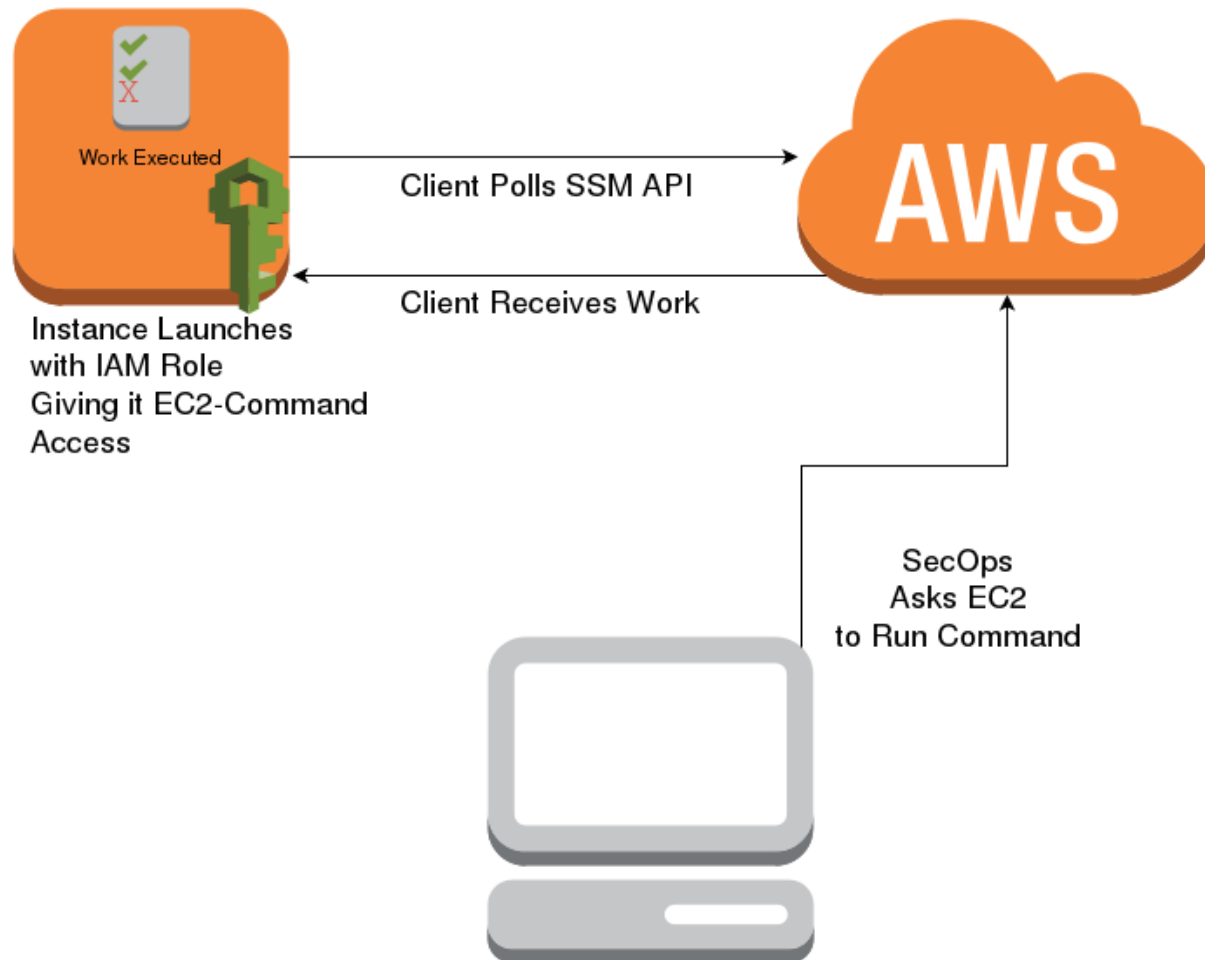 X
Work Executed
Client Polls SSM API
AWS
Client Receives Work
Instance Launches
with IAM Role
Giving it EC2-Command
Access
SecOps
Asks EC2
to Run Command